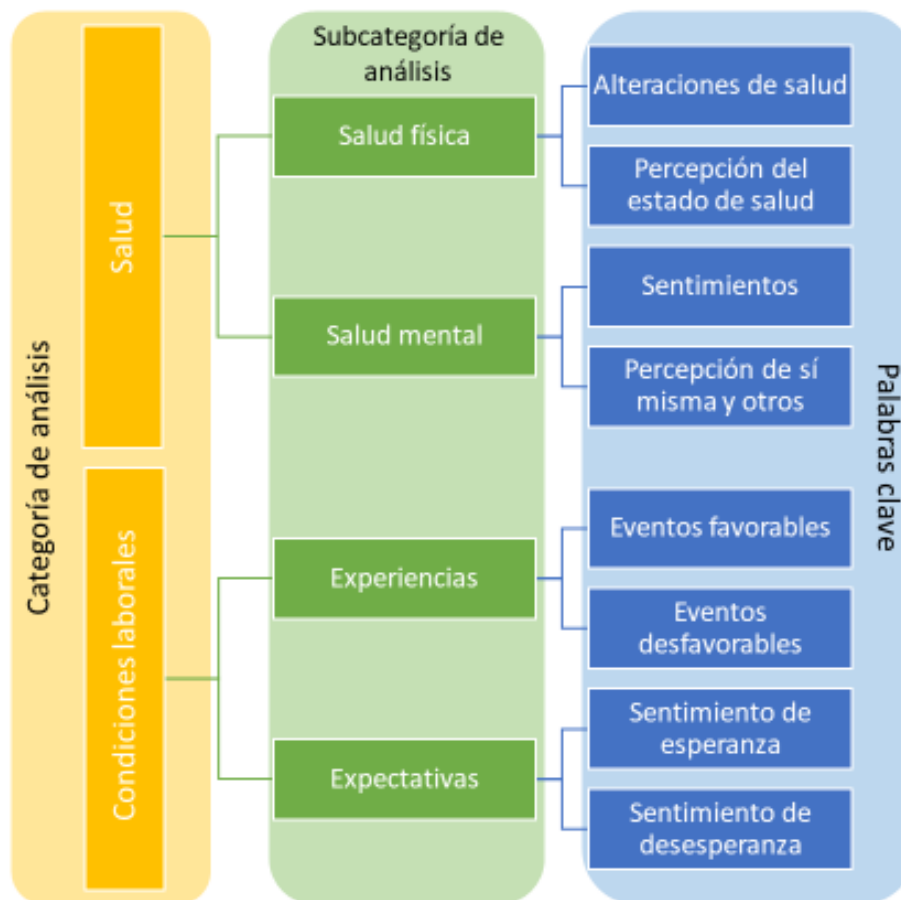 Categoría de análisis
Salud
Condiciones laborales
Subcategoría de
análisis
Salud física
Salud mental
Experiencias
Expectativas
Alteraciones de salud
Percepción del
estado de salud
Sentimientos
Percepción de sí
misma y otros
Eventos favorables
Eventos
desfavorables
Sentimiento de
esperanza
Sentimiento de
desesperanza
Palabras clave